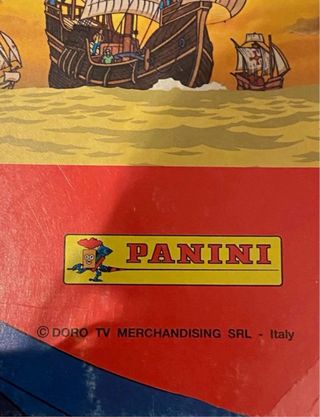 PANINI
© DORO TV MERCHANDISING SRL - Italy